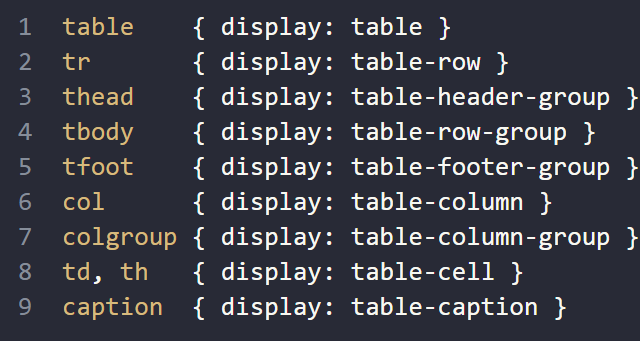 1 table    { display: table }
2 tr       { display: table-row }
3 thead    { display: table-header-group }
4 tbody    { display: table-row-group }
5 tfoot    { display: table-footer-group }
6 col      { display: table-column }
7 colgroup { display: table-column-group }
8 td, th   { display: table-cell }
9 caption  { display: table-caption }